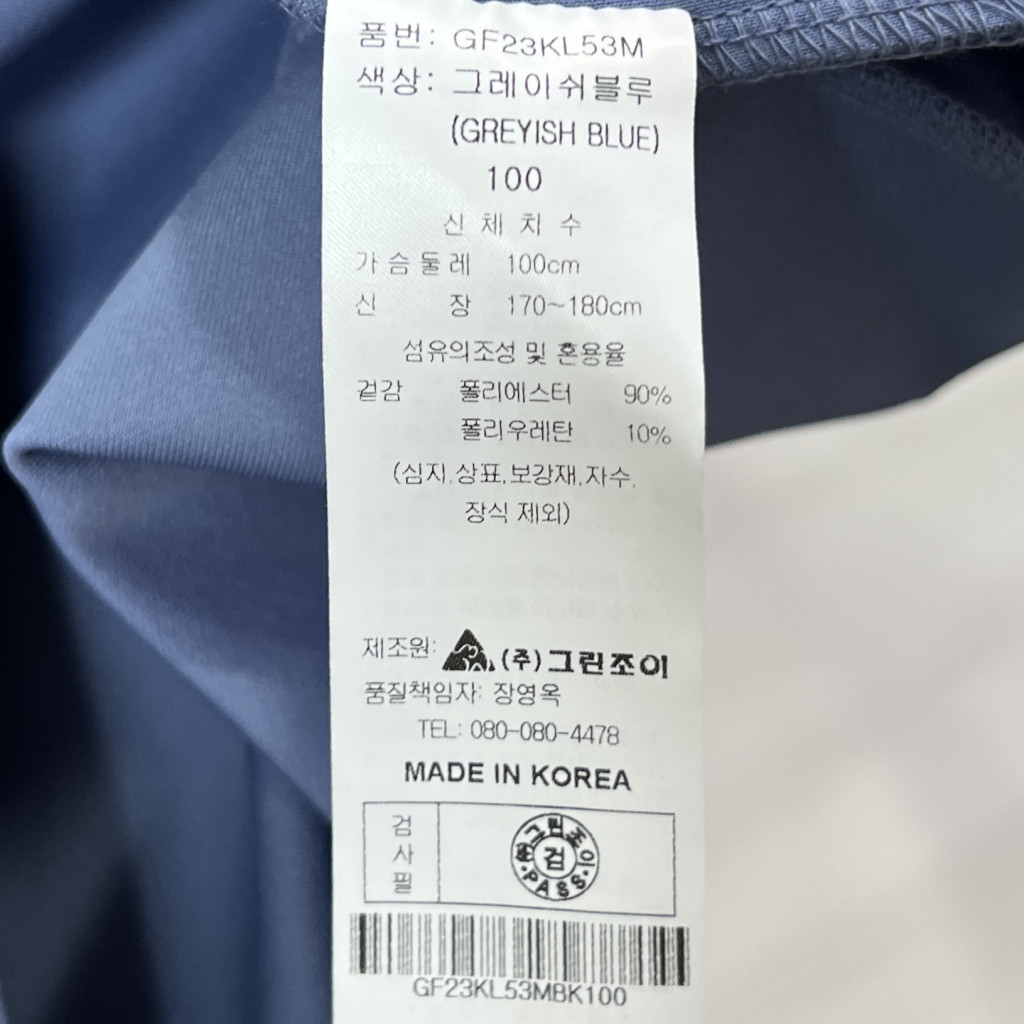 품번: GF23KL53M
색상: 그레이쉬블루
(GREYISH BLUE)
100
신 체 치 수
가슴둘레 100cm
신 장 170~180cm
섬유의조성 및 혼용율
겉감 폴리에스터 90%
폴리우레탄 10%
(심지,상표,보강재,자수,
장식 제외)
제조원: (주)그린조이
품질책임자: 장영옥
TEL: 080-080-4478
MADE IN KOREA
검사필
㈜그린조이
검
PASS
GF23KL53MBK100